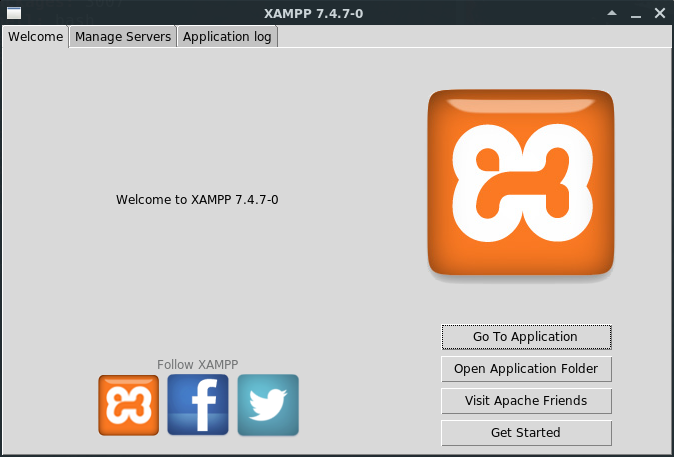 XAMPP 7.4.7-0
Welcome
Manage Servers
Application log
Welcome to XAMPP 7.4.7-0
Follow XAMPP
Go To Application
Open Application Folder
Visit Apache Friends
Get Started